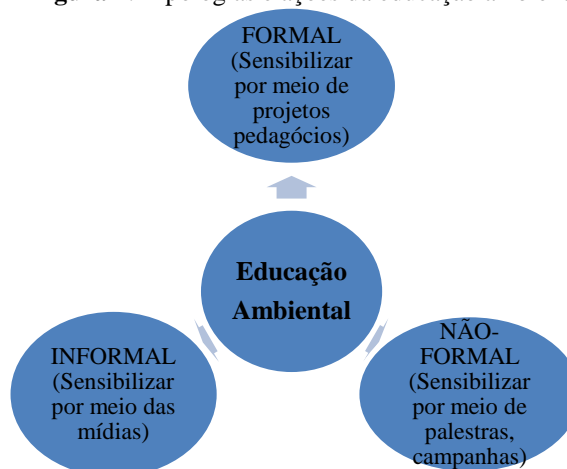 FORMAL
(Sensibilizar
por meio de
projetos
pedagócios)
Educação
Ambiental
INFORMAL
(Sensibilizar
por meio das
mídias)
NÃO-
FORMAL
(Sensibilizar
por meio de
palestras,
campanhas)